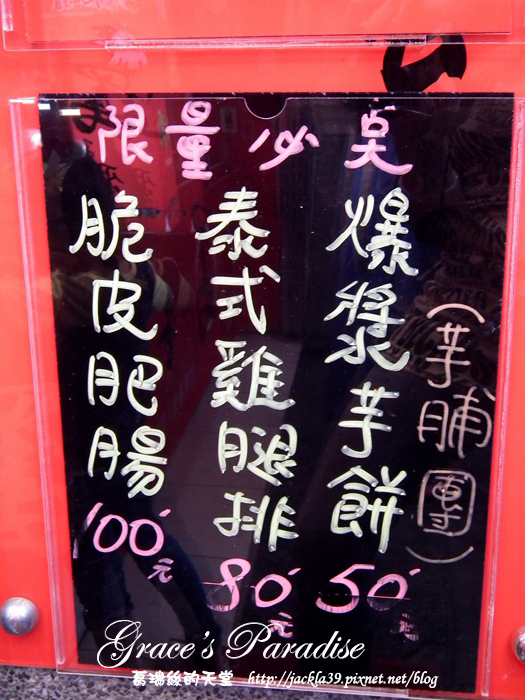 限量必点
爆漿芋餅
(芋脯團)
50元
泰式雞腿排
80元
脆皮肥腸
100元
Grace's Paradise
葛瑞絲的天堂 http://jackla39.pixnet.net/blog